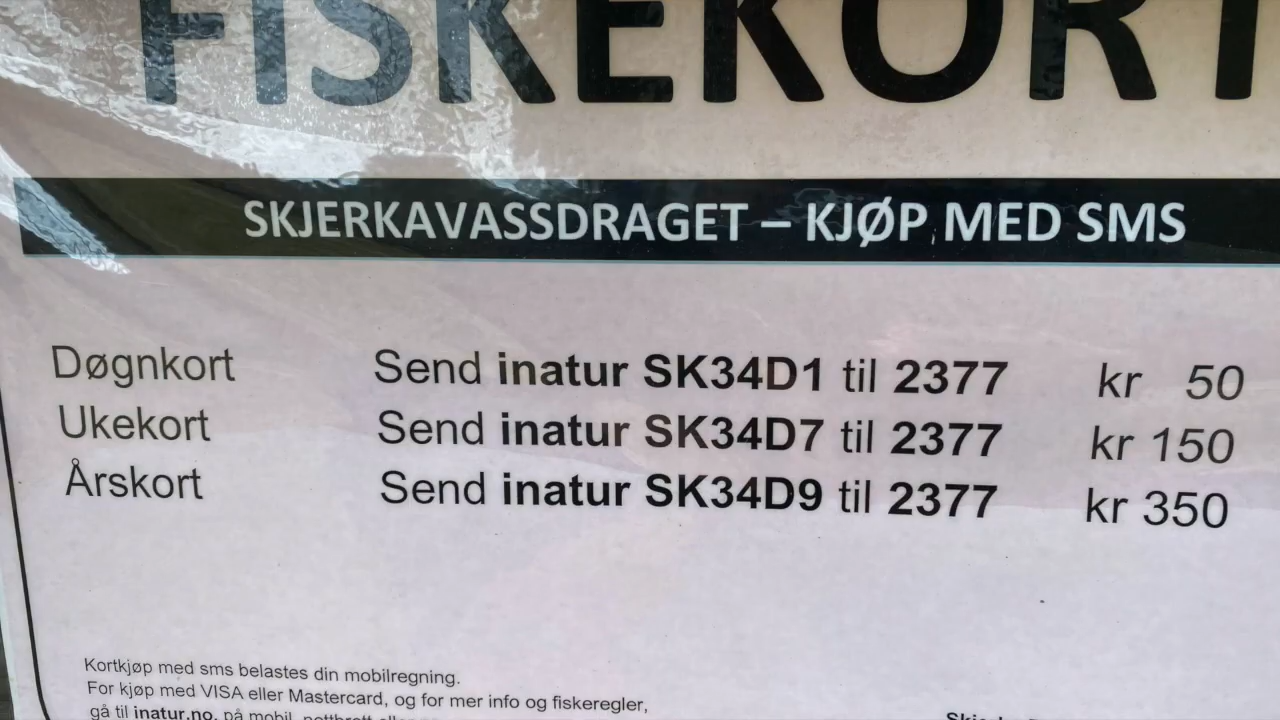 FISKEKORT
SKJERKAVASSDRAGET – KJØP MED SMS
Døgnkort Send inatur SK34D1 til 2377 kr 50
Ukekort Send inatur SK34D7 til 2377 kr 150
Årskort Send inatur SK34D9 til 2377 kr 350
Kortkjøp med sms belastes din mobilregning.
For kjøp med VISA eller Mastercard, og for mer info og fiskeregler,
gå til inatur.no, på mobil, nettbrett eller